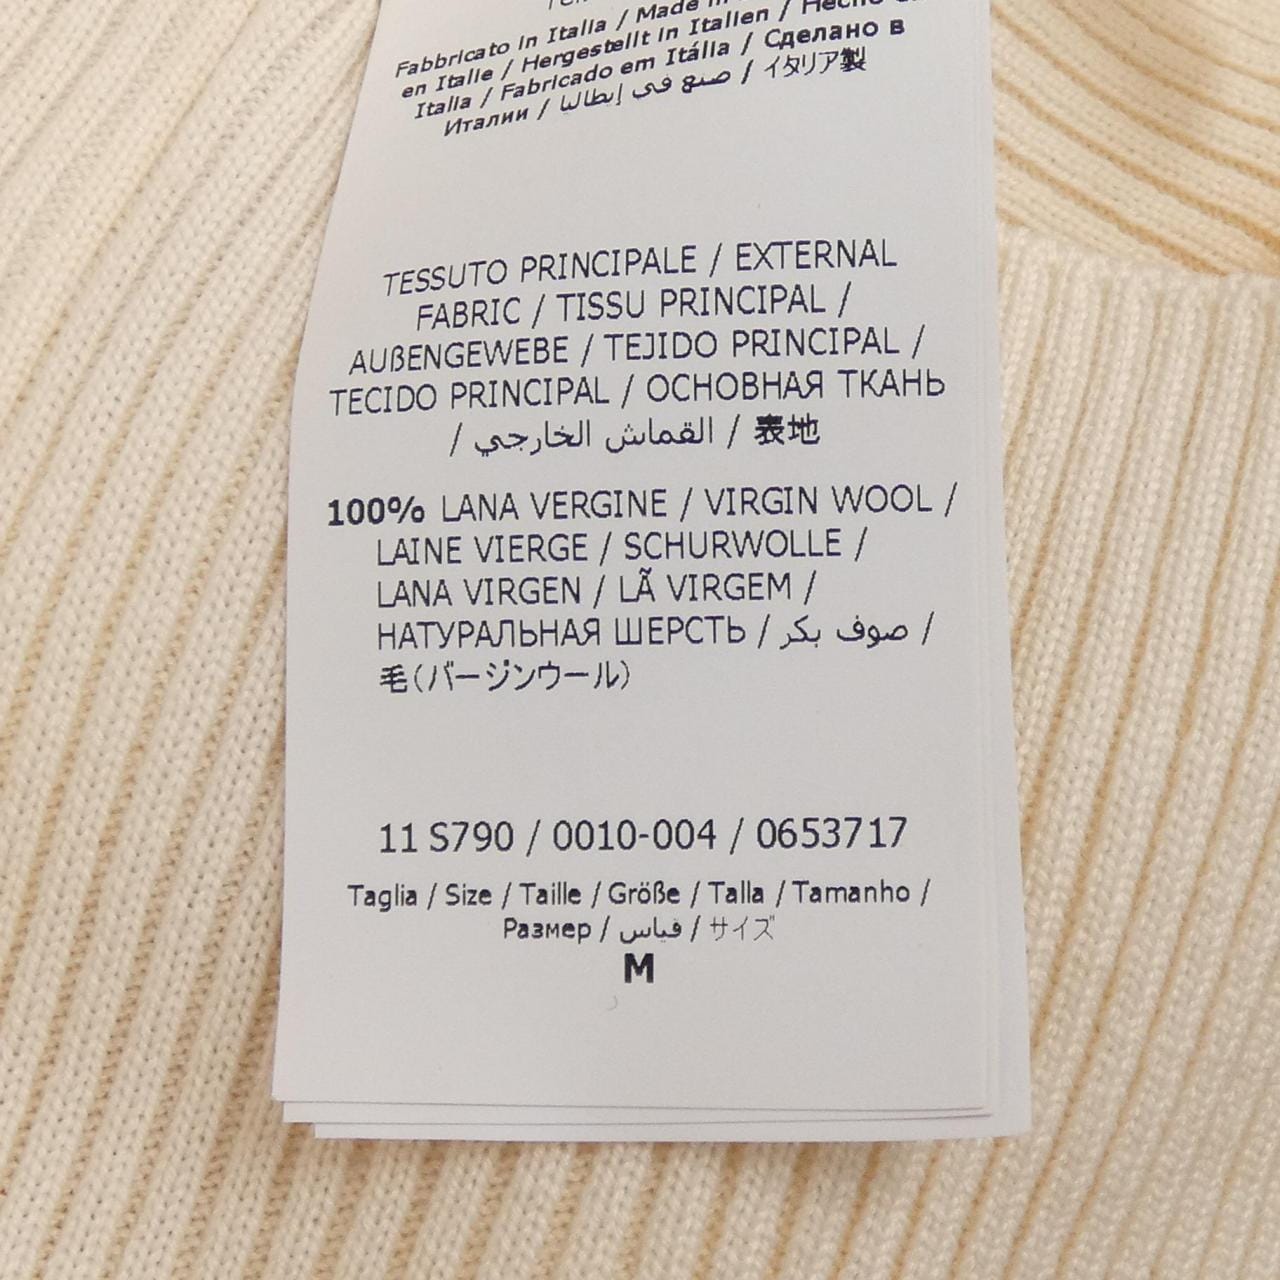 Fabbricato in Italia / Made in
en Italie / Hergestellt in Italien / Hecho en
Italia / Fabricado em Itália / Сделано в
Италии / صنع في إيطاليا / イタリア製
TESSUTO PRINCIPALE / EXTERNAL
FABRIC / TISSU PRINCIPAL /
AUßENGEWEBE / TEJIDO PRINCIPAL /
TECIDO PRINCIPAL / ОСНОВНАЯ ТКАНЬ
/ القماش الخارجي / 表地
100% LANA VERGINE / VIRGIN WOOL /
LAINE VIERGE / SCHURWOLLE /
LANA VIRGEN / LÃ VIRGEM /
НАТУРАЛЬНАЯ ШЕРСТЬ / صوف بكر /
毛(バージンウール)
11 S790 / 0010-004 / 0653717
Taglia / Size / Taille / Größe / Talla / Tamanho /
Размер / قياس / サイズ
M